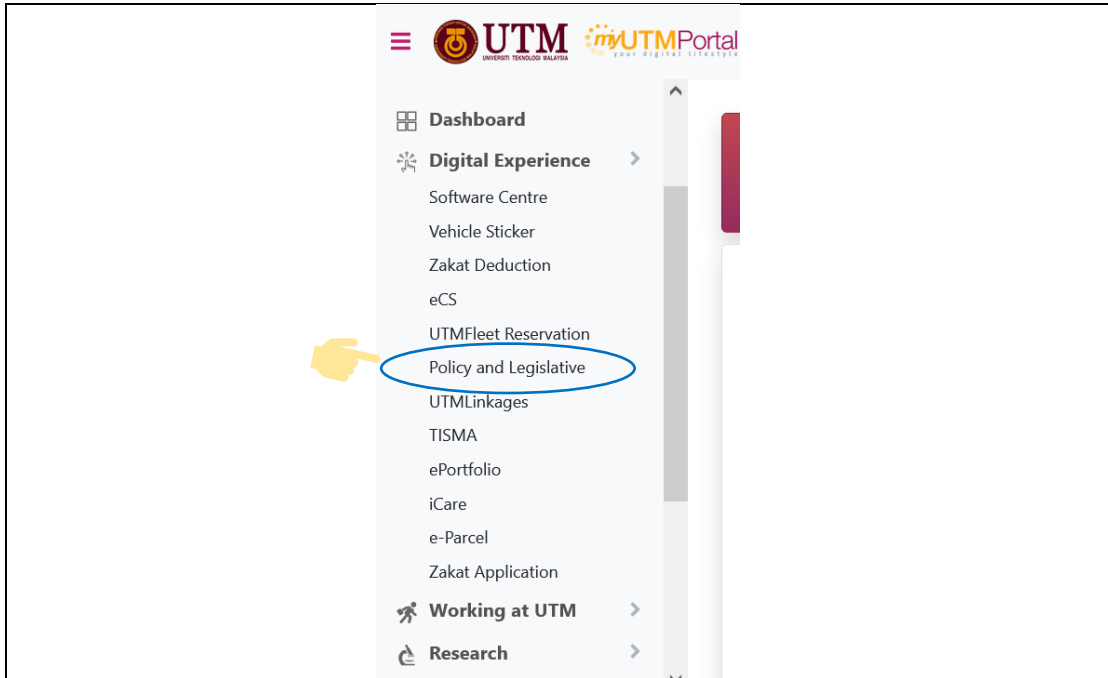 UTM
UNIVERSITI TEKNOLOGI MALAYSIA
myUTMPortal
your digital lifestyle
Dashboard
Digital Experience
Software Centre
Vehicle Sticker
Zakat Deduction
eCS
UTMFleet Reservation
Policy and Legislative
UTMLinkages
TISMA
ePortfolio
iCare
e-Parcel
Zakat Application
Working at UTM
Research